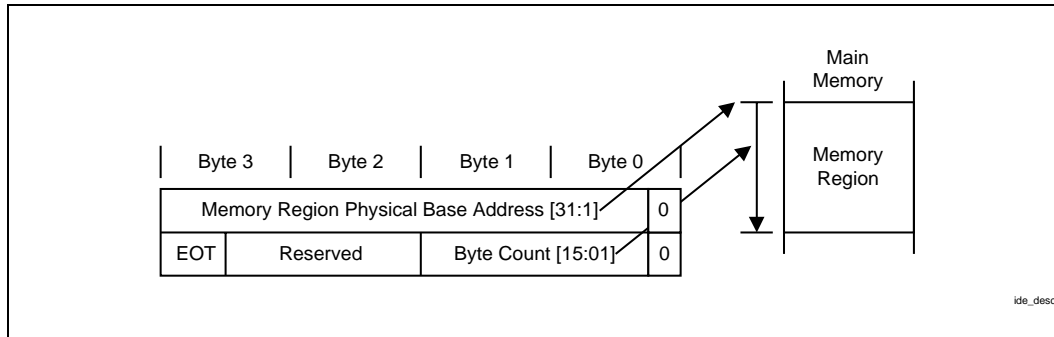 Main
Memory
Byte 3 Byte 2 Byte 1 Byte 0
Memory
Region
Memory Region Physical Base Address [31:1] 0
EOT Reserved Byte Count [15:01] 0
ide_desc